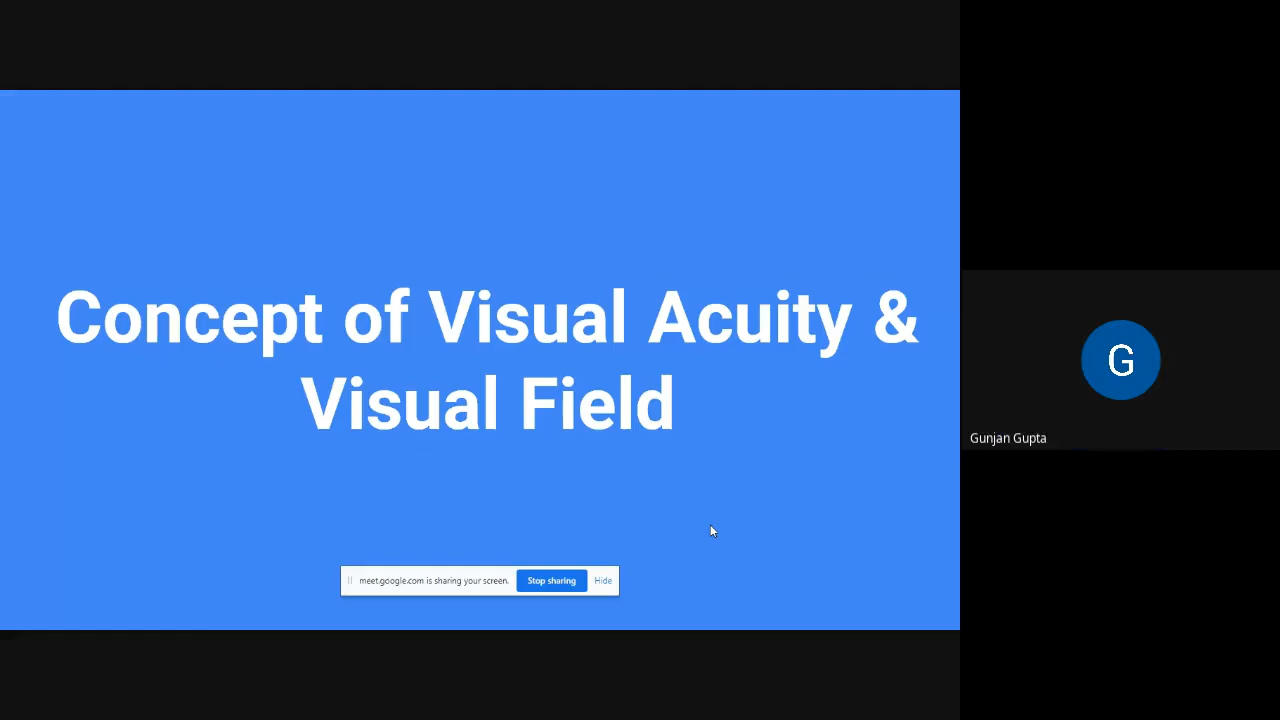 Concept of Visual Acuity &
Visual Field
meet.google.com is sharing your screen. Stop sharing Hide
G
Gunjan Gupta